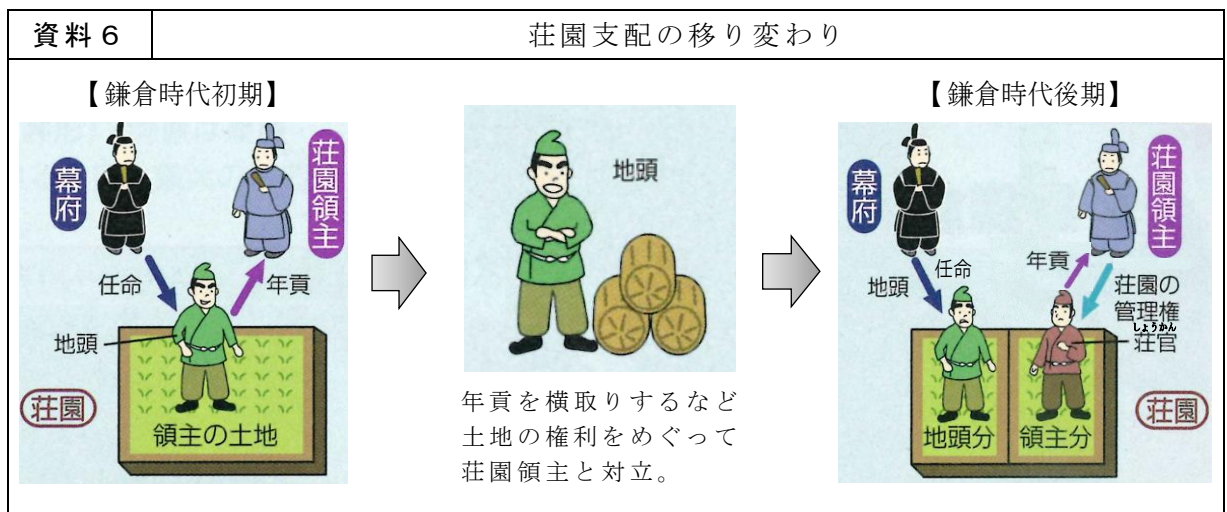 資料6
荘園支配の移り変わり
【鎌倉時代初期】
幕府
荘園領主
任命
年貢
地頭
荘園
領主の土地
地頭
年貢を横取りするなど
土地の権利をめぐって
荘園領主と対立。
【鎌倉時代後期】
幕府
荘園領主
地頭
任命
年貢
荘園の
管理権
しょうかん
荘官
荘園
地頭分
領主分